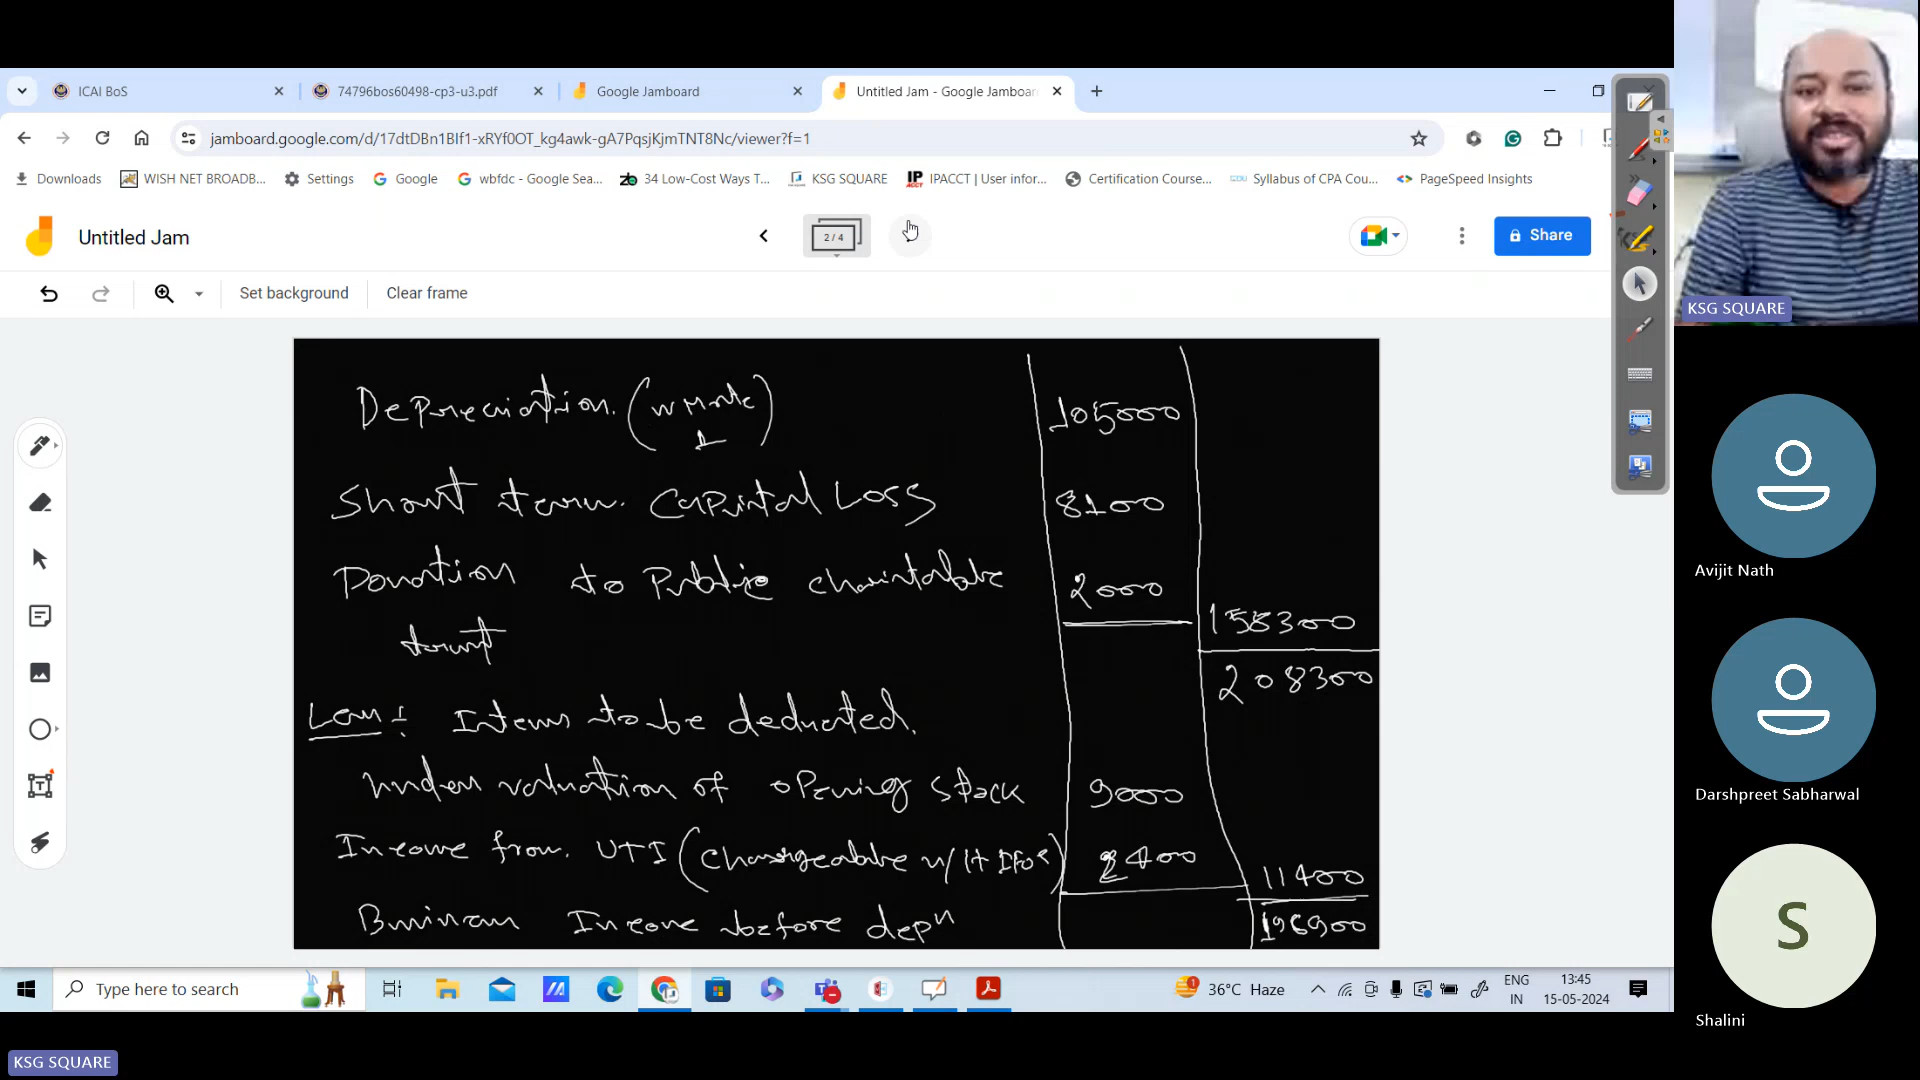 ICAI BoS
74796bos60498-cp3-u3.pdf
Google Jamboard
Untitled Jam - Google Jamboar
jamboard.google.com/d/17dtDBn1BIf1-xRYf0OT_kg4awk-gA7PqsjKjmTNT8Nc/viewer?f=1
Downloads WISH NET BROADB... Settings Google wbfdc - Google Sea... 34 Low-Cost Ways T... KSG SQUARE IPACCT | User infor... Certification Course... Syllabus of CPA Cou... PageSpeed Insights
Untitled Jam
2 / 4
Share
Set background Clear frame
Depreciation (W Note 1) 105000
Short term Capital Loss 8100
Donation to Public charitable 2000
trust 158300
208300
Less: Items to be deducted.
under valuation of opening stock 9000
Income from UTI (chargeable u/H IFOS) 2400 11400
Business Income before depn 196900
KSG SQUARE
Avijit Nath
Darshpreet Sabharwal
S
Shalini
Type here to search
36°C Haze
ENG
IN
13:45
15-05-2024
KSG SQUARE